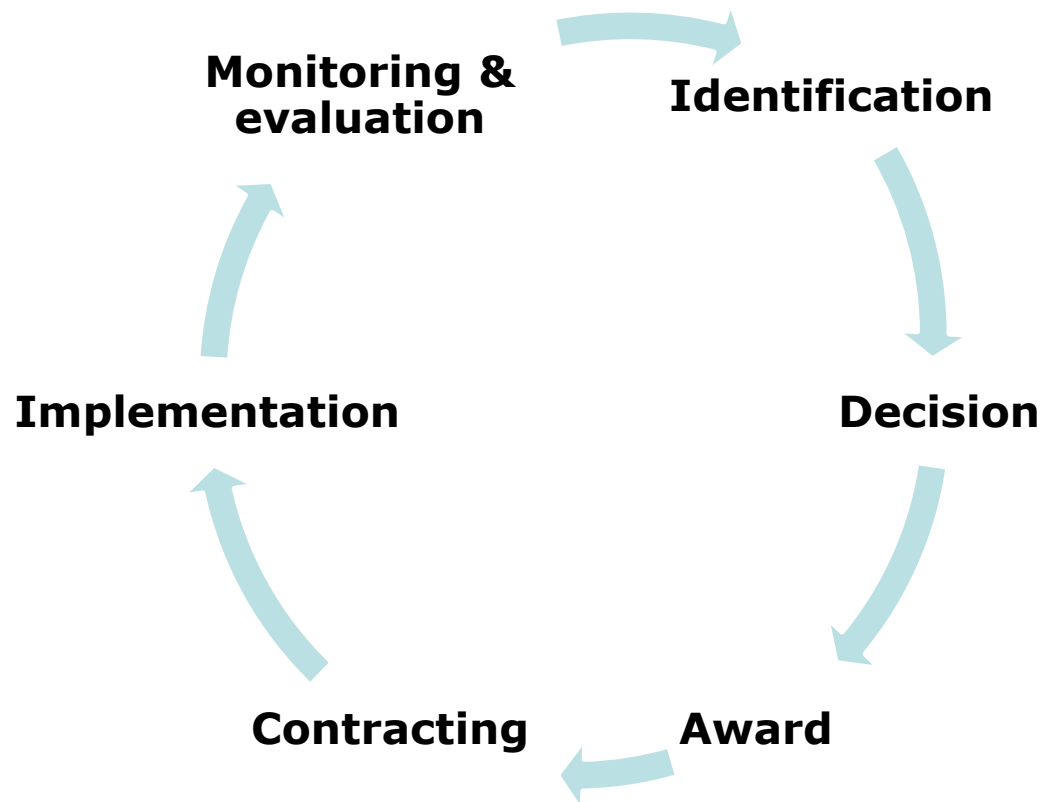 Monitoring &
evaluation
Identification
Decision
Award
Contracting
Implementation